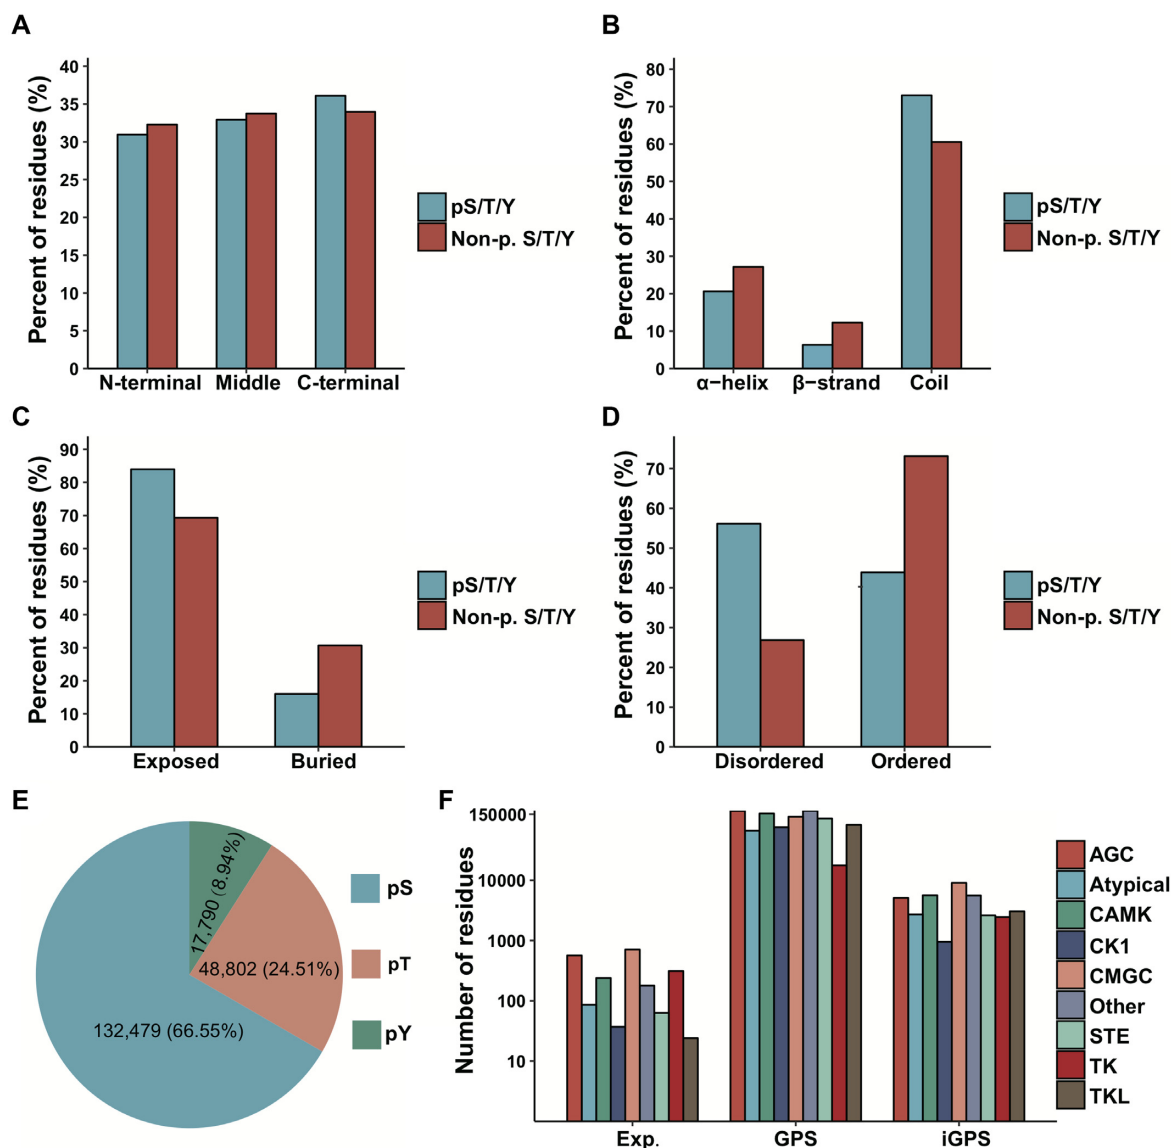 A
Percent of residues (%)
40
35
30
25
20
15
10
5
0
N-terminal Middle C-terminal
pS/T/Y
Non-p. S/T/Y
B
Percent of residues (%)
80
70
60
50
40
30
20
10
0
α−helix β−strand Coil
pS/T/Y
Non-p. S/T/Y
C
Percent of residues (%)
90
80
70
60
50
40
30
20
10
0
Exposed Buried
pS/T/Y
Non-p. S/T/Y
D
Percent of residues (%)
70
60
50
40
30
20
10
0
Disordered Ordered
pS/T/Y
Non-p. S/T/Y
E
17,790 (8.94%)
48,802 (24.51%)
132,479 (66.55%)
pS
pT
pY
F
Number of residues
150000
10000
1000
100
10
Exp. GPS iGPS
AGC
Atypical
CAMK
CK1
CMGC
Other
STE
TK
TKL